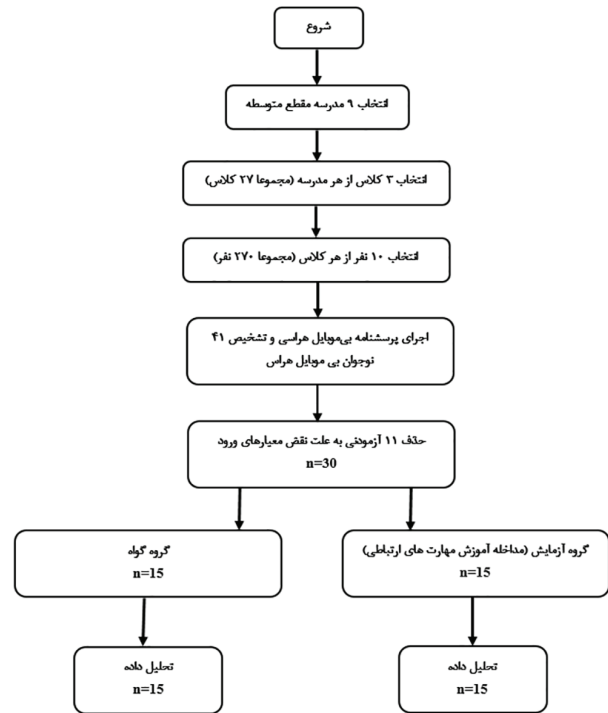 شروع
انتخاب ۹ مدرسه مقطع متوسطه
انتخاب ۳ کلاس از هر مدرسه (مجموعا ۲۷ کلاس)
انتخاب ۱۰ نفر از هر کلاس (مجموعا ۲۷۰ نفر)
اجرای پرسشنامه بی‌موبایل هراسی و تشخیص ۴۱
نوجوان بی موبایل هراس
حذف ۱۱ آزمودنی به علت نقض معیارهای ورود
n=30
گروه آزمایش (مداخله آموزش مهارت های ارتباطی)
n=15
گروه گواه
n=15
تحلیل داده
n=15
تحلیل داده
n=15